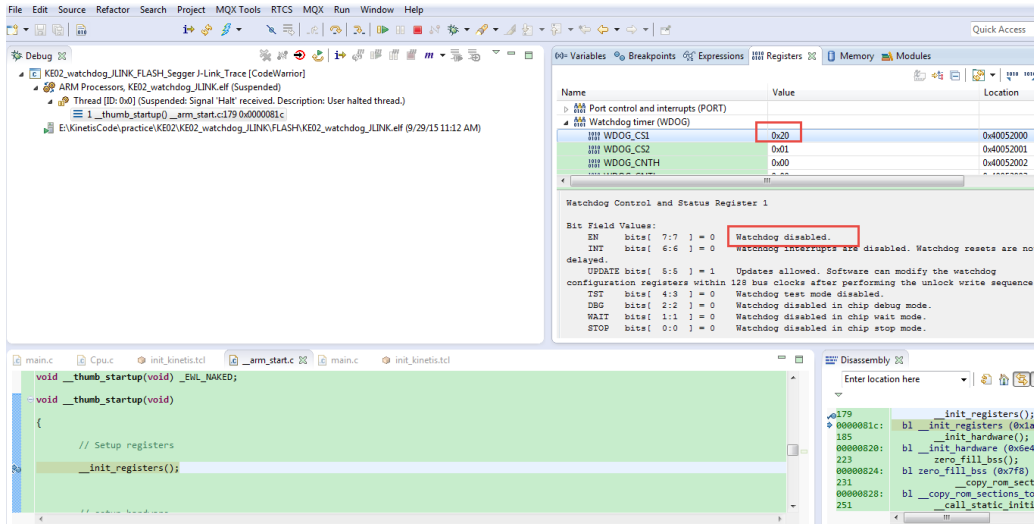 File Edit Source Refactor Search Project MQX Tools RTCS MQX Run Window Help
Quick Access
Debug
KE02_watchdog_JLINK_FLASH_Segger J-Link_Trace [CodeWarrior]
ARM Processors, KE02_watchdog_JLINK.elf (Suspended)
Thread [ID: 0x0] (Suspended: Signal 'Halt' received. Description: User halted thread.)
1 __thumb_startup() __arm_start.c:179 0x0000081c
E:\KinetisCode\practice\KE02\KE02_watchdog_JLINK\FLASH\KE02_watchdog_JLINK.elf (9/29/15 11:12 AM)
(x)= Variables Breakpoints Expressions Registers Memory Modules
Name Value Location
Port control and interrupts (PORT)
Watchdog timer (WDOG)
WDOG_CS1 0x20 0x40052000
WDOG_CS2 0x01 0x40052001
WDOG_CNTH 0x00 0x40052002
Watchdog Control and Status Register 1
Bit Field Values:
EN bits[ 7:7 ] = 0 Watchdog disabled.
INT bits[ 6:6 ] = 0 Watchdog interrupts are disabled. Watchdog resets are no
delayed.
UPDATE bits[ 5:5 ] = 1 Updates allowed. Software can modify the watchdog
configuration registers within 128 bus clocks after performing the unlock write sequence
TST bits[ 4:3 ] = 0 Watchdog test mode disabled.
DBG bits[ 2:2 ] = 0 Watchdog disabled in chip debug mode.
WAIT bits[ 1:1 ] = 0 Watchdog disabled in chip wait mode.
STOP bits[ 0:0 ] = 0 Watchdog disabled in chip stop mode.
main.c Cpu.c init_kinetis.tcl __arm_start.c main.c init_kinetis.tcl
void __thumb_startup(void) _EWL_NAKED;
void __thumb_startup(void)
{
// Setup registers
__init_registers();
// setup hardware
Disassembly
Enter location here
179 __init_registers();
0000081c: bl __init_registers (0x1a
185 __init_hardware();
00000820: bl __init_hardware (0x6e4
223 zero_fill_bss();
00000824: bl zero_fill_bss (0x7f8)
231 __copy_rom_sect
00000828: bl __copy_rom_sections_to
251 __call_static_initi